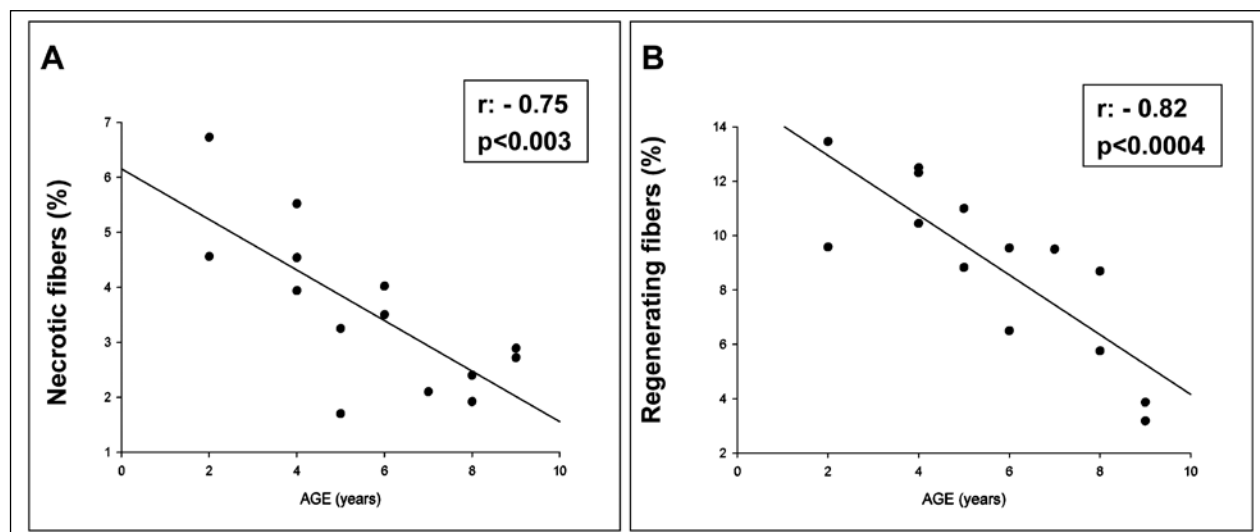 A
r: - 0.75
p<0.003
Necrotic fibers (%)
7
6
5
4
3
2
1
0 2 4 6 8 10
AGE (years)
B
r: - 0.82
p<0.0004
Regenerating fibers (%)
14
12
10
8
6
4
2
0 2 4 6 8 10
AGE (years)